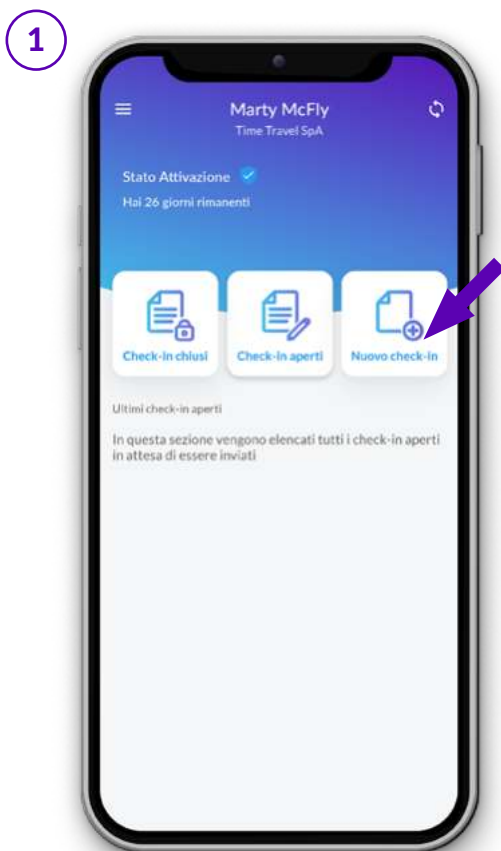 1
Marty McFly
Time Travel SpA
Stato Attivazione
Hai 26 giorni rimanenti
Check-in chiusi
Check-in aperti
Nuovo check-in
Ultimi check-in aperti
In questa sezione vengono elencati tutti i check-in aperti
in attesa di essere inviati